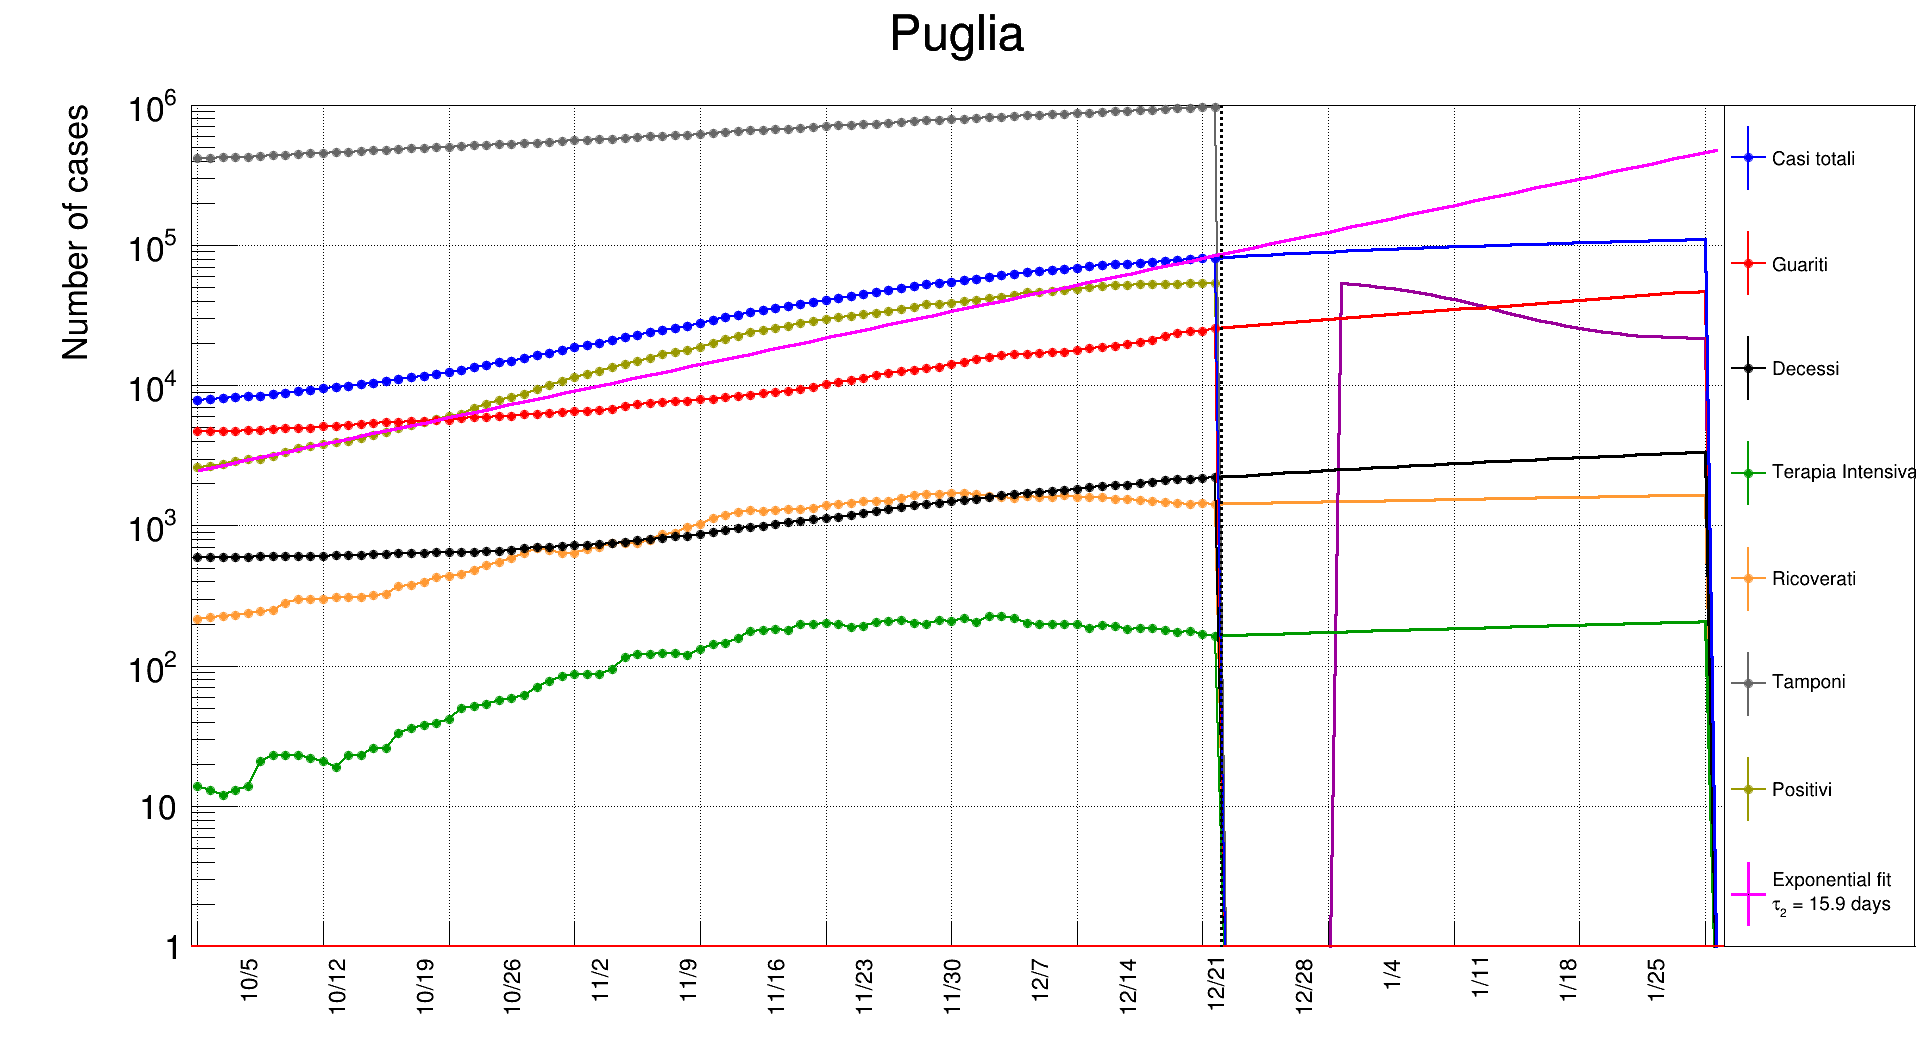 Puglia
Number of cases
10^6
10^5
10^4
10^3
10^2
10
1
10/5
10/12
10/19
10/26
11/2
11/9
11/16
11/23
11/30
12/7
12/14
12/21
12/28
1/4
1/11
1/18
1/25
Casi totali
Guariti
Decessi
Terapia Intensiva
Ricoverati
Tamponi
Positivi
Exponential fit
τ_2 = 15.9 days